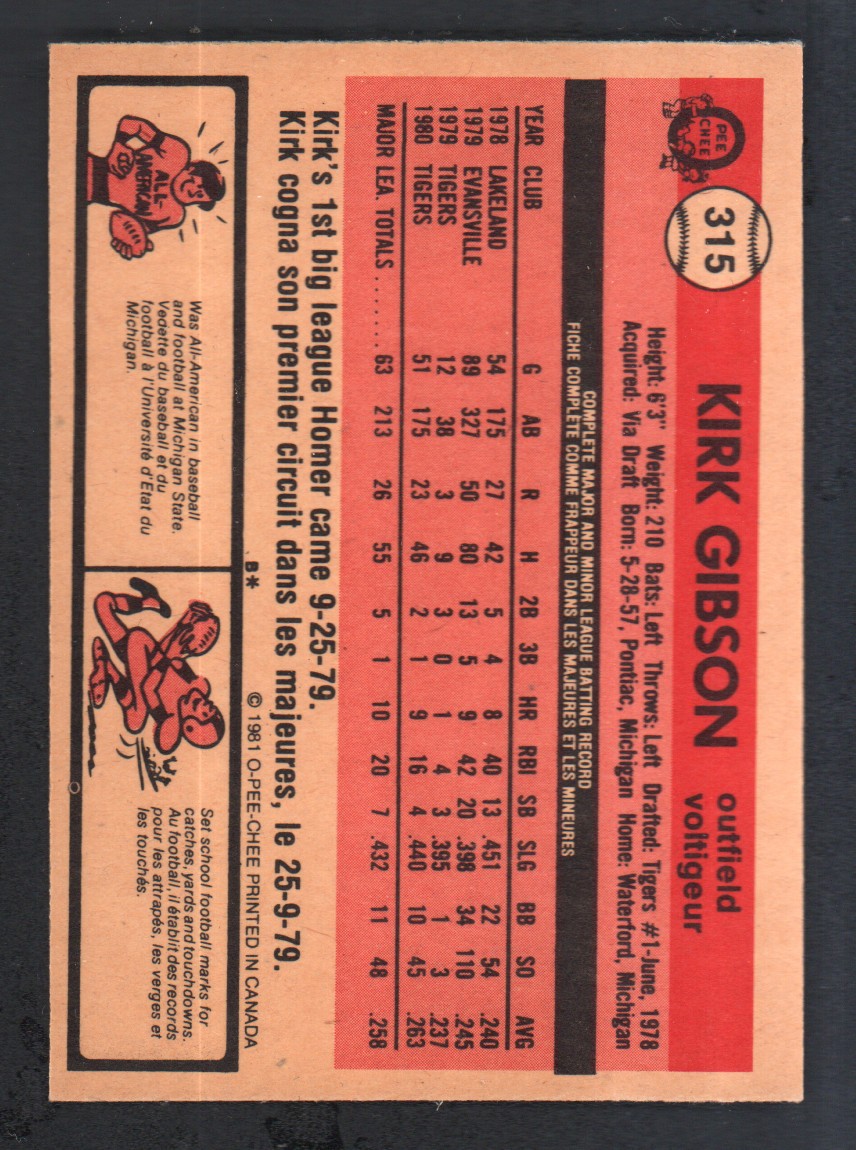 O
PEE
CHEE
315
KIRK GIBSON
outfield
voltigeur
Height: 6'3" Weight: 210 Bats: Left Throws: Left Drafted: Tigers #1-June, 1978
Acquired: Via Draft Born: 5-28-57, Pontiac, Michigan Home: Waterford, Michigan
COMPLETE MAJOR AND MINOR LEAGUE BATTING RECORD
FICHE COMPLETE COMME FRAPPEUR DANS LES MAJEURES ET LES MINEURES
YEAR CLUB G AB R H 2B 3B HR RBI SB SLG BB SO AVG
1978 LAKELAND 54 175 27 42 5 4 8 40 13 .451 22 54 .240
1979 EVANSVILLE 89 327 50 80 13 5 9 42 20 .398 34 110 .245
1979 TIGERS 12 38 3 9 3 0 1 4 3 .395 1 3 .237
1980 TIGERS 51 175 23 46 2 1 9 16 4 .440 10 45 .263
MAJOR LEA. TOTALS ....... 63 213 26 55 5 1 10 20 7 .432 11 48 .258
Kirk's 1st big league Homer came 9-25-79.
Kirk cogna son premier circuit dans les majeures, le 25-9-79.
B* © 1981 O-PEE-CHEE PRINTED IN CANADA
ALL-
AMERICAN
Was All-American in baseball
and football at Michigan State.
Vedette du baseball et du
football à l'Université d'Etat du
Michigan.
Set school football marks for
catches, yards and touchdowns.
Au football, il établit des records
pour les attrapés, les verges et
les touchés.